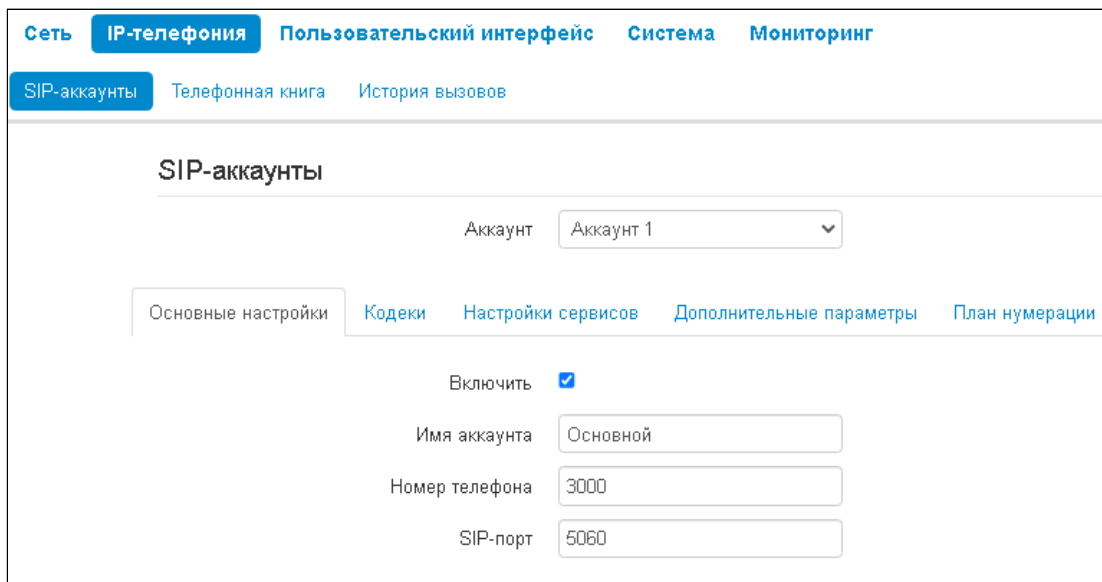 Сеть IP-телефония Пользовательский интерфейс Система Мониторинг
SIP-аккаунты Телефонная книга История вызовов
SIP-аккаунты
Аккаунт Аккаунт 1
Основные настройки Кодеки Настройки сервисов Дополнительные параметры План нумерации
Включить
Имя аккаунта Основной
Номер телефона 3000
SIP-порт 5060